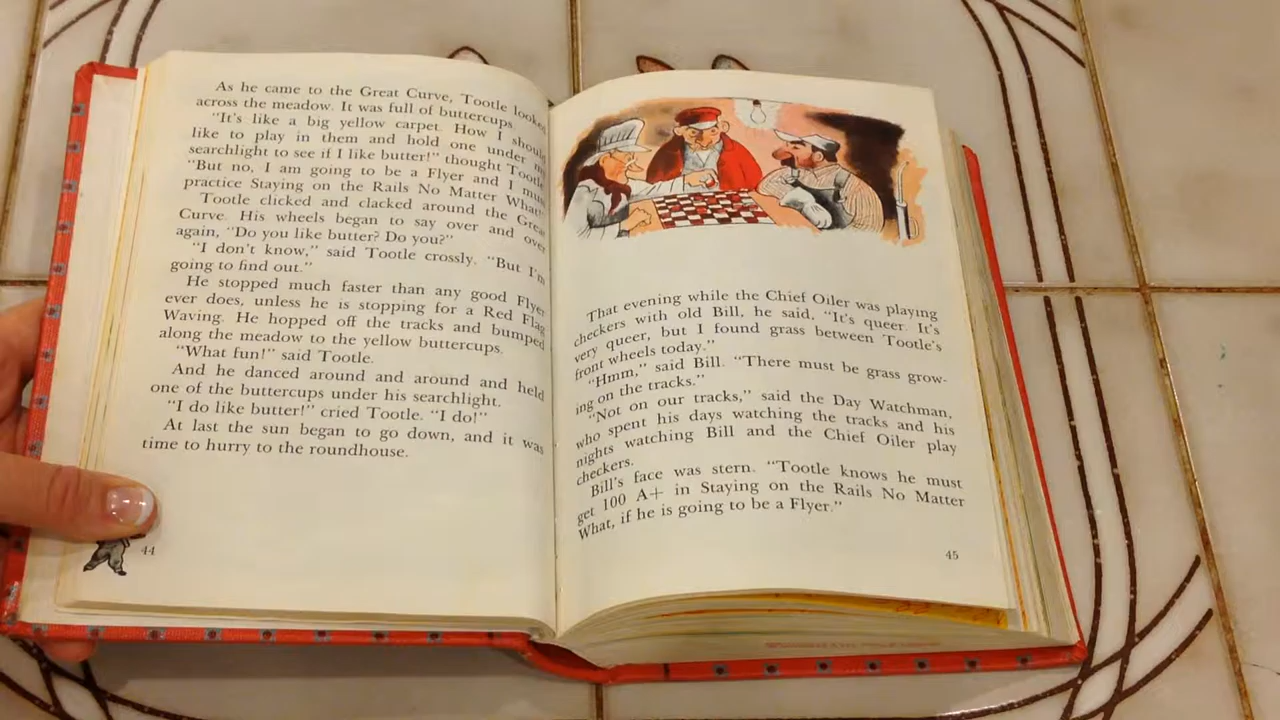 As he came to the Great Curve, Tootle looked
across the meadow. It was full of buttercups.
"It's like a big yellow carpet. How I should
like to play in them and hold one under my
searchlight to see if I like butter!" thought Tootle.
"But no, I am going to be a Flyer and I must
practice Staying on the Rails No Matter What!"
Tootle clicked and clacked around the Great
Curve. His wheels began to say over and over
again, "Do you like butter? Do you?"
"I don't know," said Tootle crossly. "But I'm
going to find out."
He stopped much faster than any good Flyer
ever does, unless he is stopping for a Red Flag
Waving. He hopped off the tracks and bumped
along the meadow to the yellow buttercups.
"What fun!" said Tootle.
And he danced around and around and held
one of the buttercups under his searchlight.
"I do like butter!" cried Tootle. "I do!"
At last the sun began to go down, and it was
time to hurry to the roundhouse.
44
That evening while the Chief Oiler was playing
checkers with old Bill, he said, "It's queer. It's
very queer, but I found grass between Tootle's
front wheels today."
"Hmm," said Bill. "There must be grass grow-
ing on the tracks."
"Not on our tracks," said the Day Watchman,
who spent his days watching the tracks and his
nights watching Bill and the Chief Oiler play
checkers.
Bill's face was stern. "Tootle knows he must
get 100 A+ in Staying on the Rails No Matter
What, if he is going to be a Flyer."
45